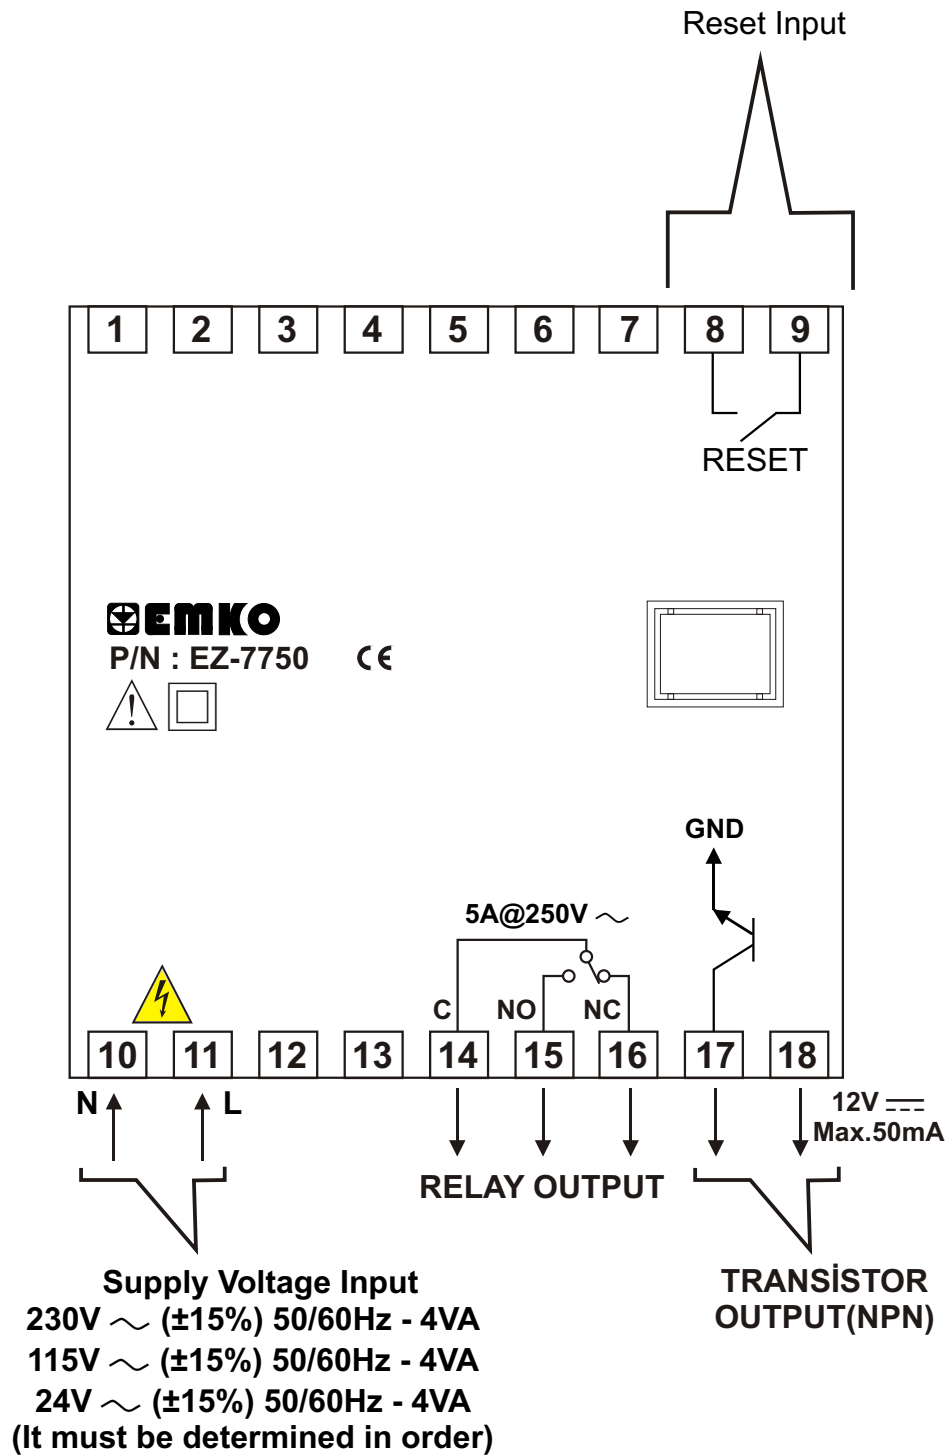 Reset Input
1 2 3 4 5 6 7 8 9
RESET
EMKO
P/N : EZ-7750 CE
GND
5A@250V ~
C NO NC
10 11 12 13 14 15 16 17 18
N L
12V
Max.50mA
RELAY OUTPUT
Supply Voltage Input
230V ~ (±15%) 50/60Hz - 4VA
115V ~ (±15%) 50/60Hz - 4VA
24V ~ (±15%) 50/60Hz - 4VA
(It must be determined in order)
TRANSİSTOR
OUTPUT(NPN)